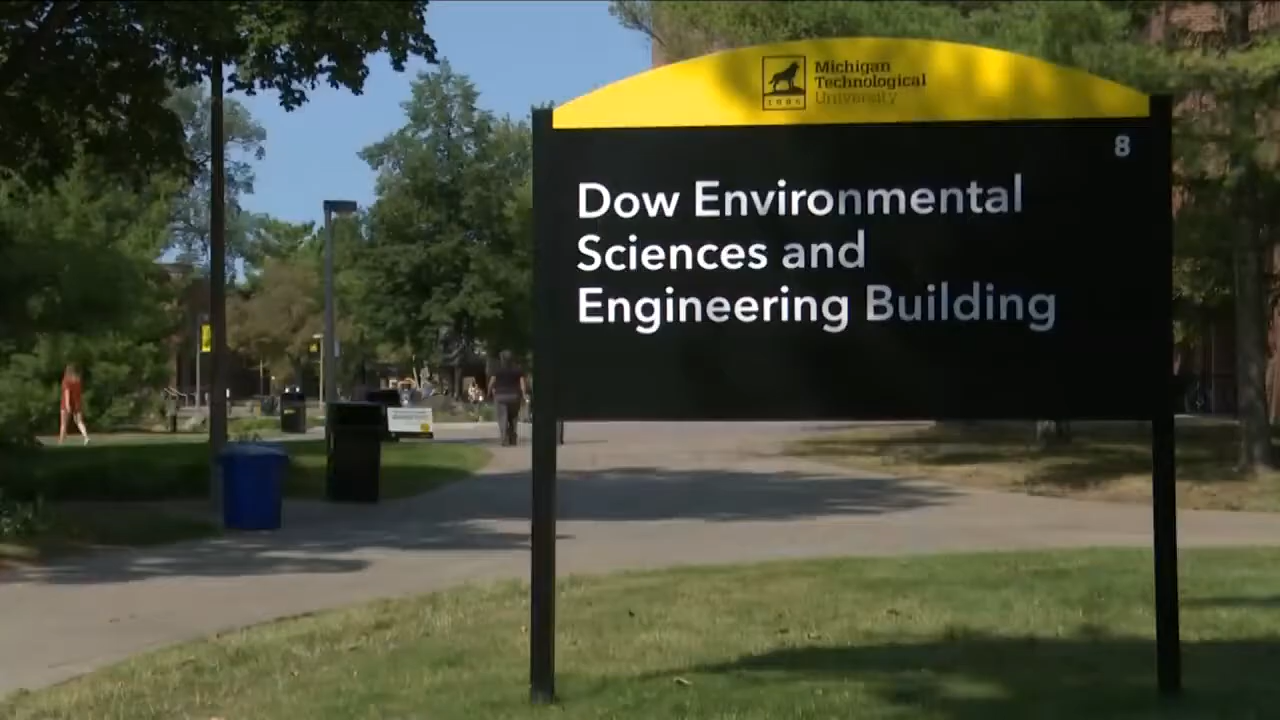 Michigan
Technological
University
1885
8
Dow Environmental
Sciences and
Engineering Building